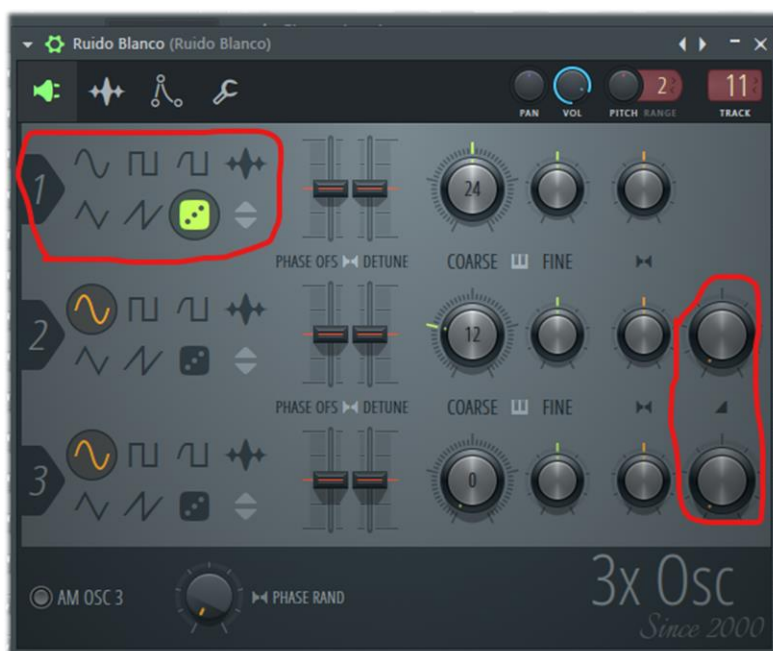 Ruido Blanco (Ruido Blanco)
2
11
PAN VOL PITCH RANGE TRACK
1
24
PHASE OFS DETUNE COARSE FINE
2
12
PHASE OFS DETUNE COARSE FINE
3
0
AM OSC 3 PHASE RAND
3x Osc
Since 2000